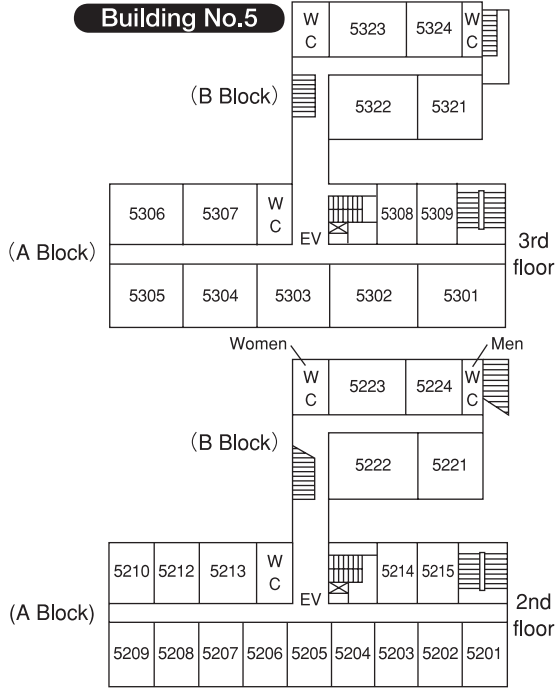 Building No.5
W C 5323 5324 W C
(B Block)
5322 5321
5306 5307 W C 5308 5309
(A Block)
EV
3rd floor
5305 5304 5303 5302 5301
Women
Men
W C 5223 5224 W C
(B Block)
5222 5221
5210 5212 5213 W C 5214 5215
(A Block)
EV
2nd floor
5209 5208 5207 5206 5205 5204 5203 5202 5201